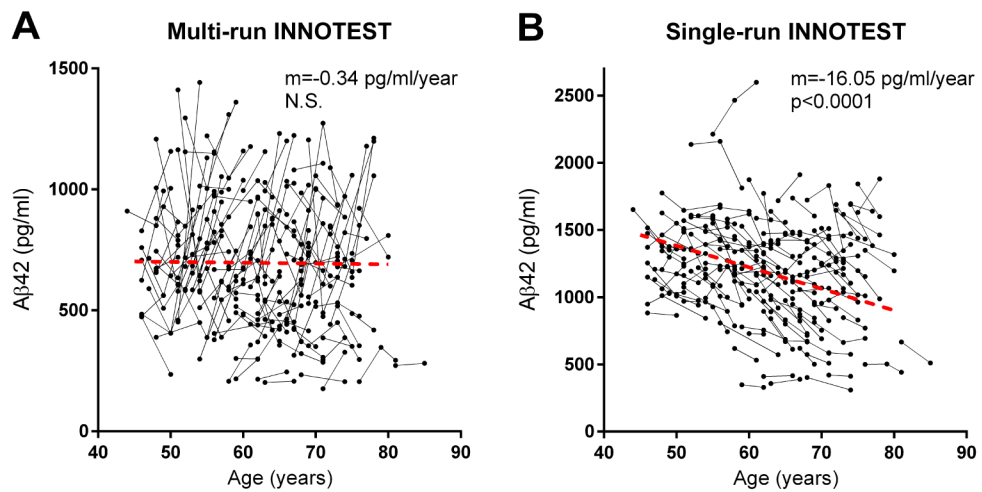 A
Multi-run INNOTEST
m=-0.34 pg/ml/year
N.S.
1500
1000
500
0
Aβ42 (pg/ml)
40 50 60 70 80 90
Age (years)
B
Single-run INNOTEST
m=-16.05 pg/ml/year
p<0.0001
2500
2000
1500
1000
500
0
Aβ42 (pg/ml)
40 50 60 70 80 90
Age (years)